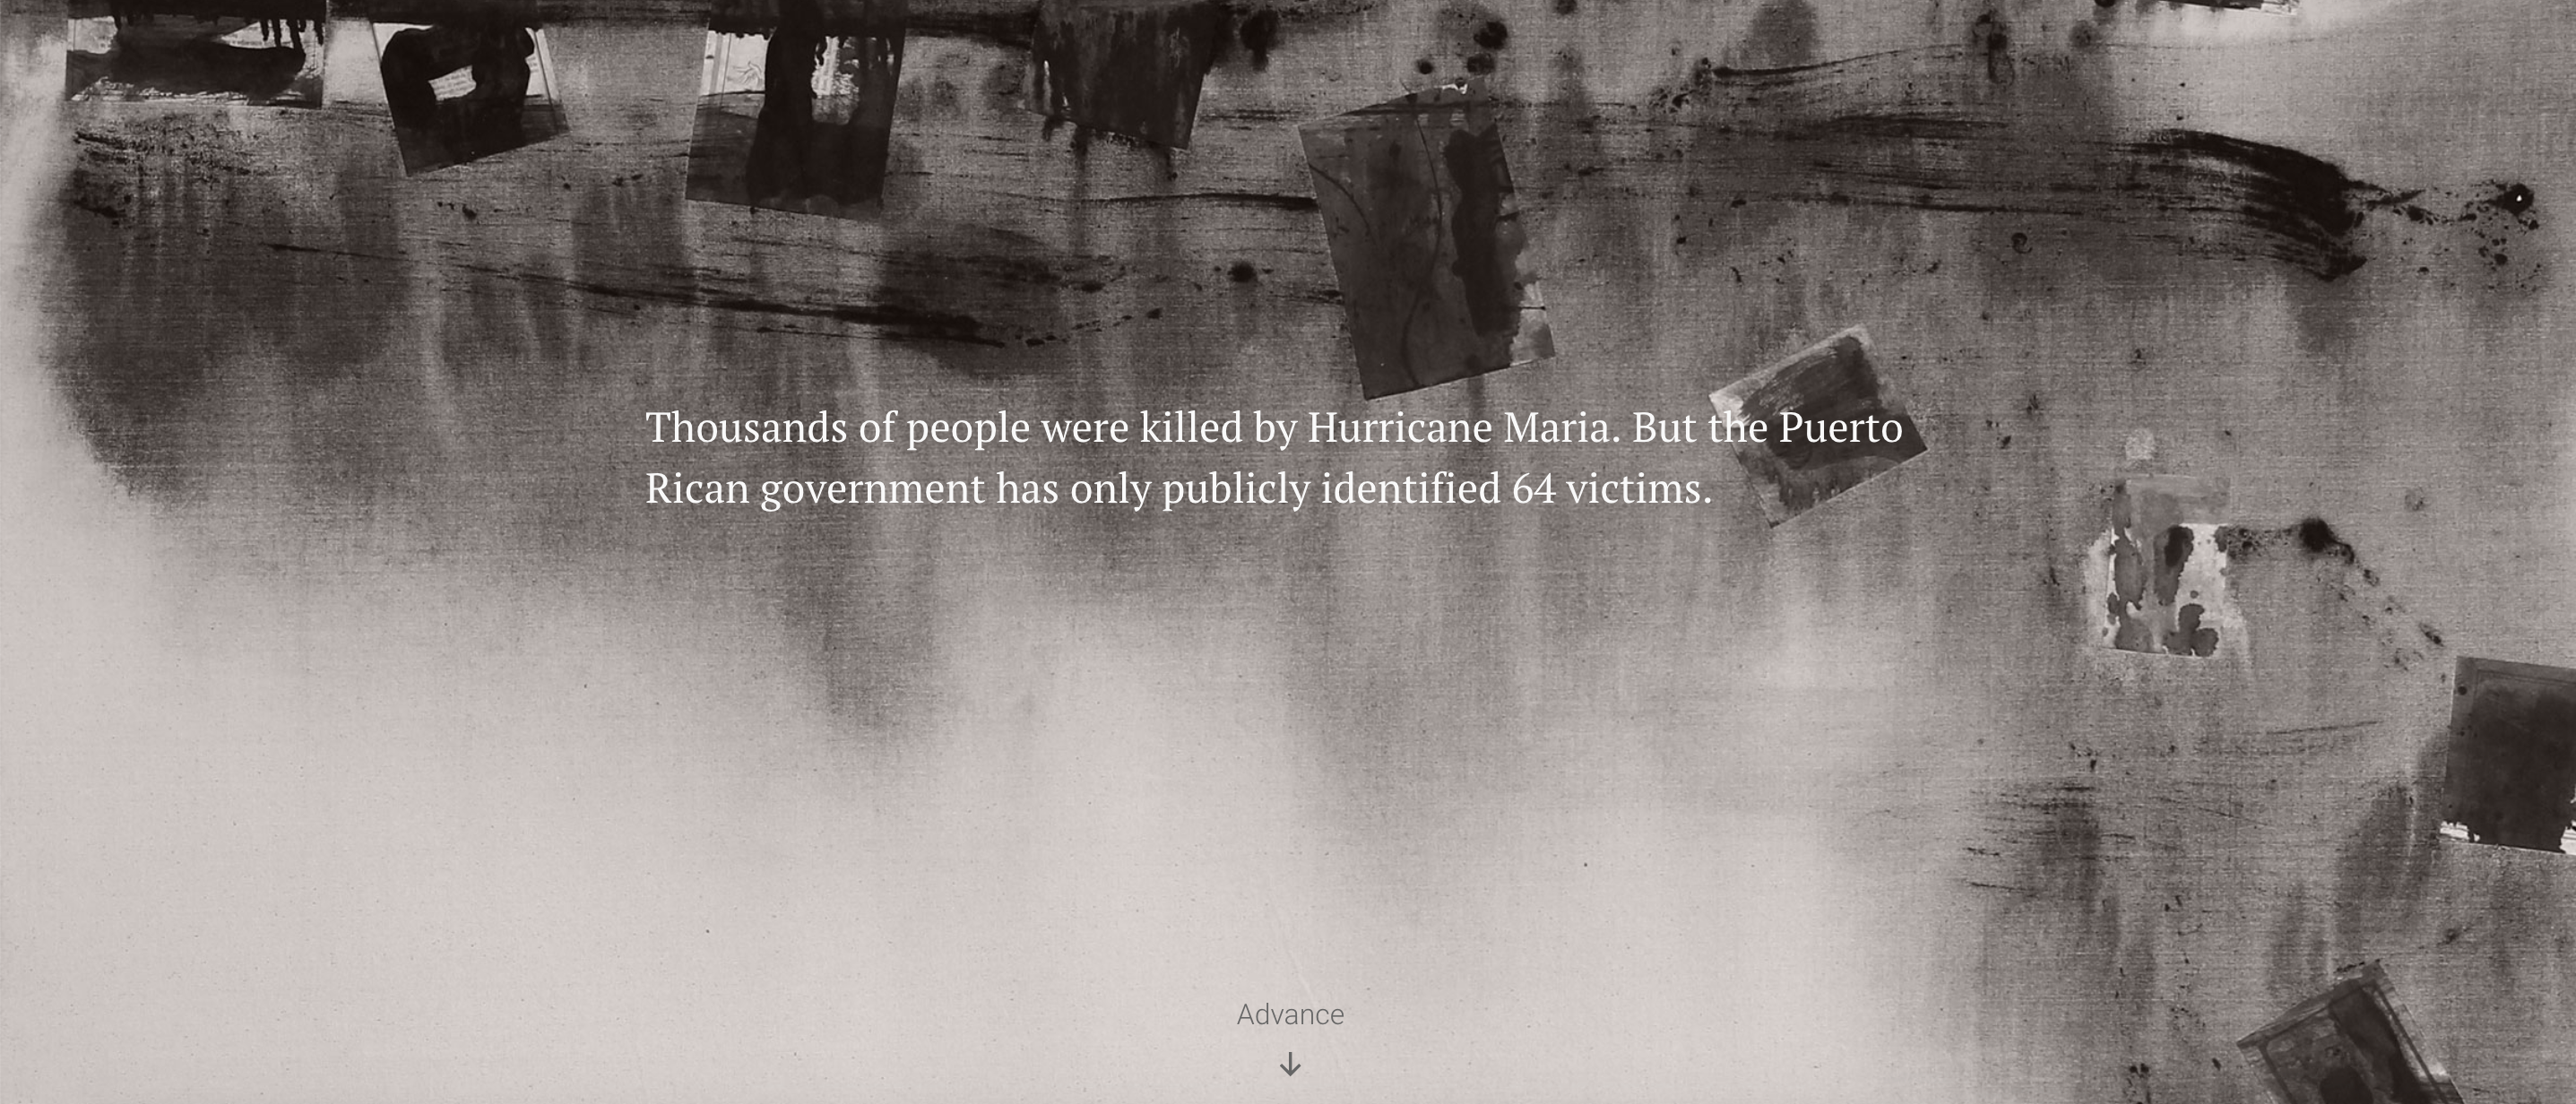 Thousands of people were killed by Hurricane Maria. But the Puerto
Rican government has only publicly identified 64 victims.
Advance